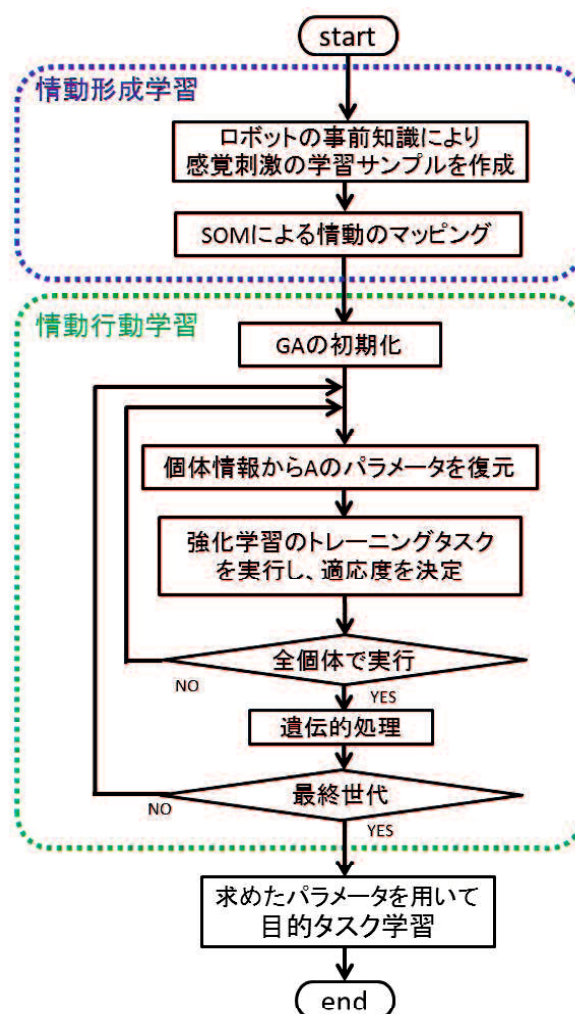 start
情動形成学習
ロボットの事前知識により
感覚刺激の学習サンプルを作成
SOMによる情動のマッピング
情動行動学習
GAの初期化
個体情報からAのパラメータを復元
強化学習のトレーニングタスク
を実行し、適応度を決定
全個体で実行
NO
YES
遺伝的処理
最終世代
NO
YES
求めたパラメータを用いて
目的タスク学習
end